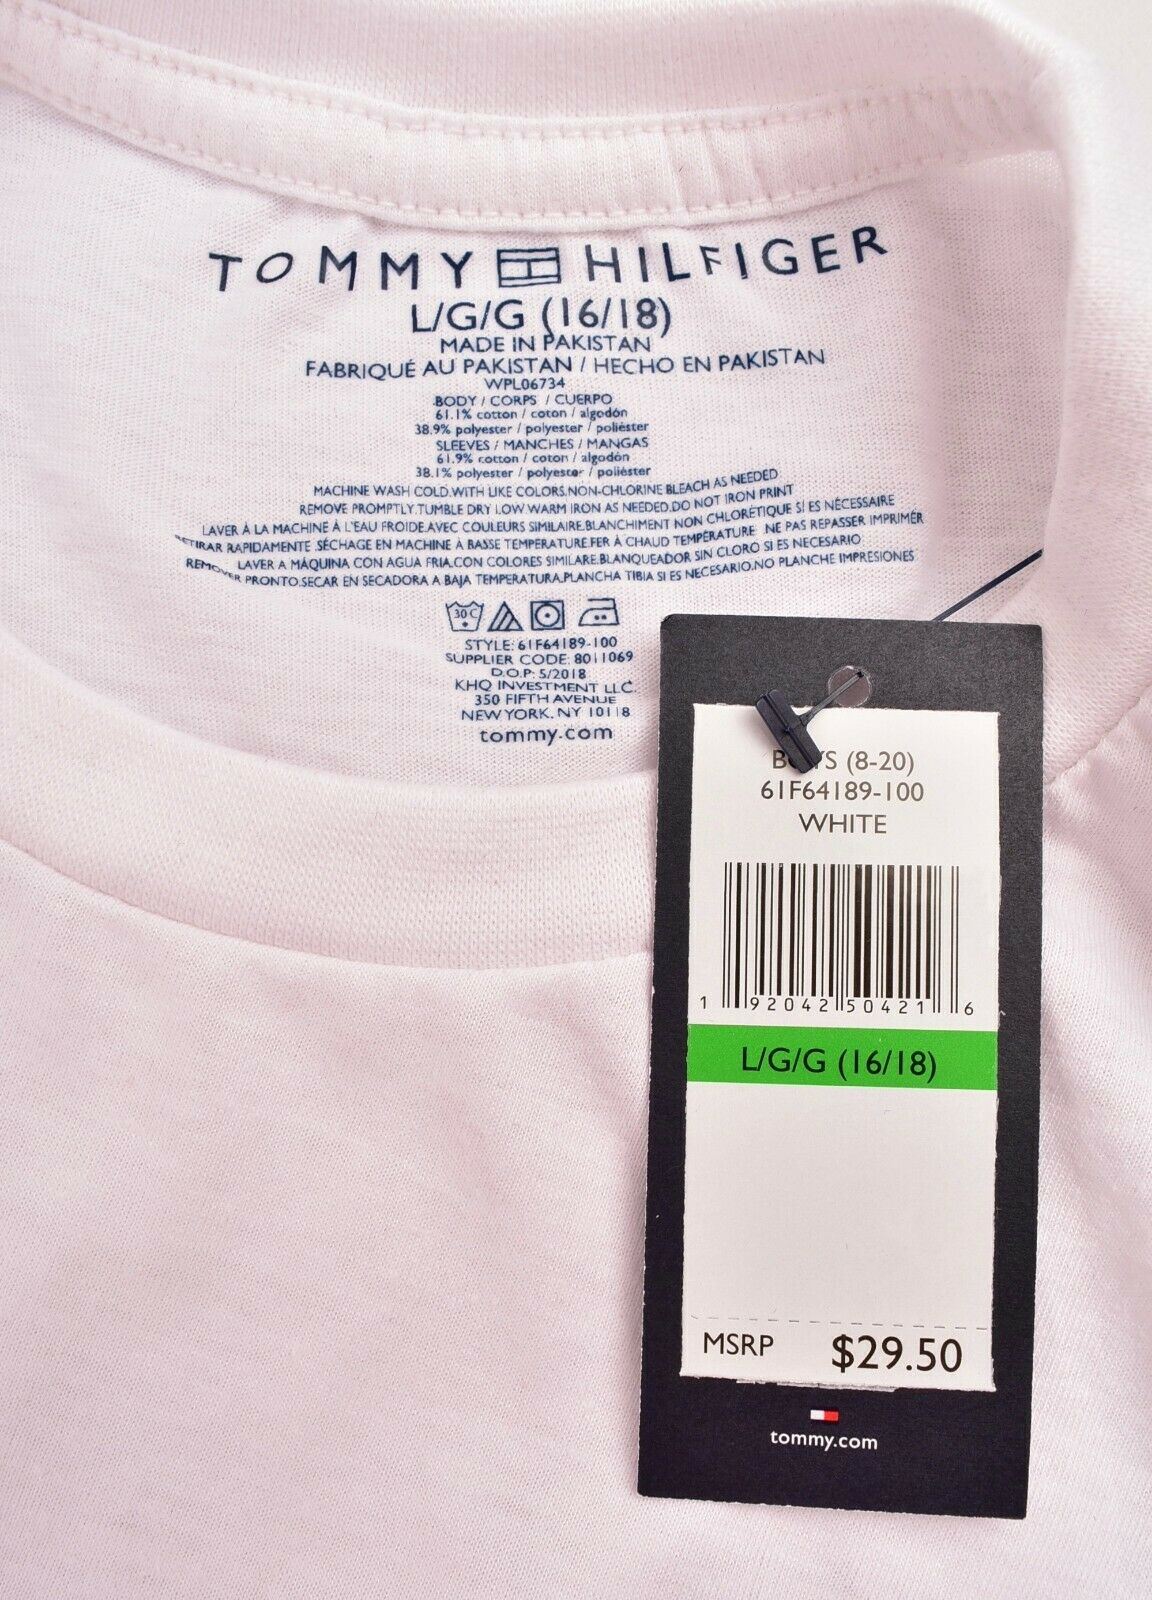 TOMMY HILFIGER
L/G/G (16/18)
MADE IN PAKISTAN
FABRIQUÉ AU PAKISTAN / HECHO EN PAKISTAN
WPL06734
BODY / CORPS / CUERPO
61.1% cotton / coton / algodón
38.9% polyester / polyester / poliéster
SLEEVES / MANCHES / MANGAS
61.9% cotton / coton / algodón
38.1% polyester / polyester / poliéster
MACHINE WASH COLD.WITH LIKE COLORS.NON-CHLORINE BLEACH AS NEEDED
REMOVE PROMPTLY.TUMBLE DRY LOW WARM IRON AS NEEDED.DO NOT IRON PRINT
LAVER À LA MACHINE À L'EAU FROIDE.AVEC COULEURS SIMILAIRE.BLANCHIMENT NON CHLORÉTIQUE SI ES NÉCESSAIRE
RETIRAR RAPIDAMENTE .SÉCHAGE EN MACHINE À BASSE TEMPÉRATURE.FER À CHAUD TEMPÉRATURE NE PAS REPASSER IMPRIMÉR
LAVER A MÁQUINA CON AGUA FRIA.CON COLORES SIMILARE.BLANQUEADOR SIN CLORO SI ES NECESARIO
REMOVER PRONTO.SECAR EN SECADORA A BAJA TEMPERATURA.PLANCHA TIBIA SI ES NECESARIO.NO PLANCHE IMPRESIONES
30 C
STYLE: 61F64189-100
SUPPLIER CODE: 8011069
D.O.P: 5/2018
KHQ INVESTMENT LLC.
350 FIFTH AVENUE
NEW YORK, NY 10118
tommy.com
BOYS (8-20)
61F64189-100
WHITE
1 92042 50421 6
L/G/G (16/18)
MSRP $29.50
tommy.com